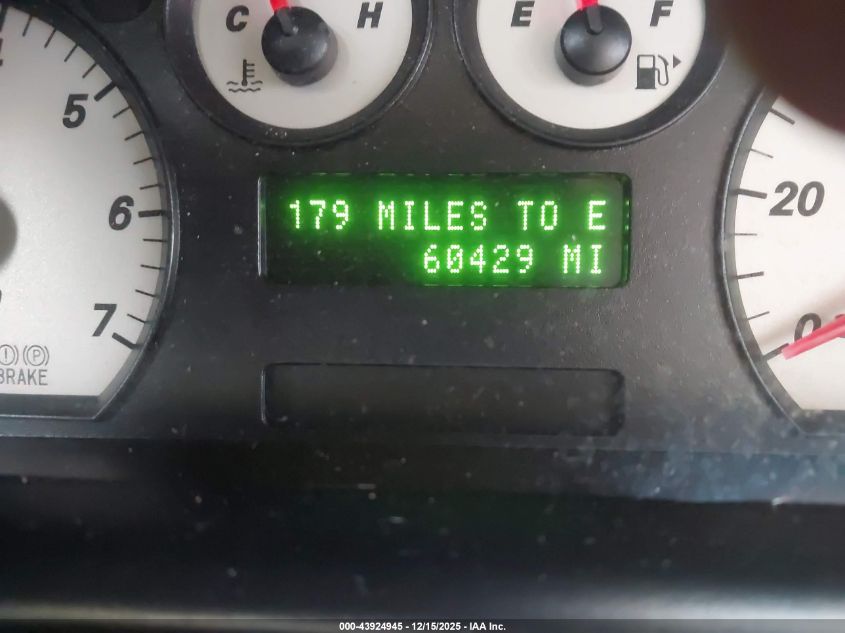 C H
E F
5
6
7
BRAKE
179 MILES TO E
60429 MI
20
0
000-43924945 - 12/15/2025 - IAA Inc.